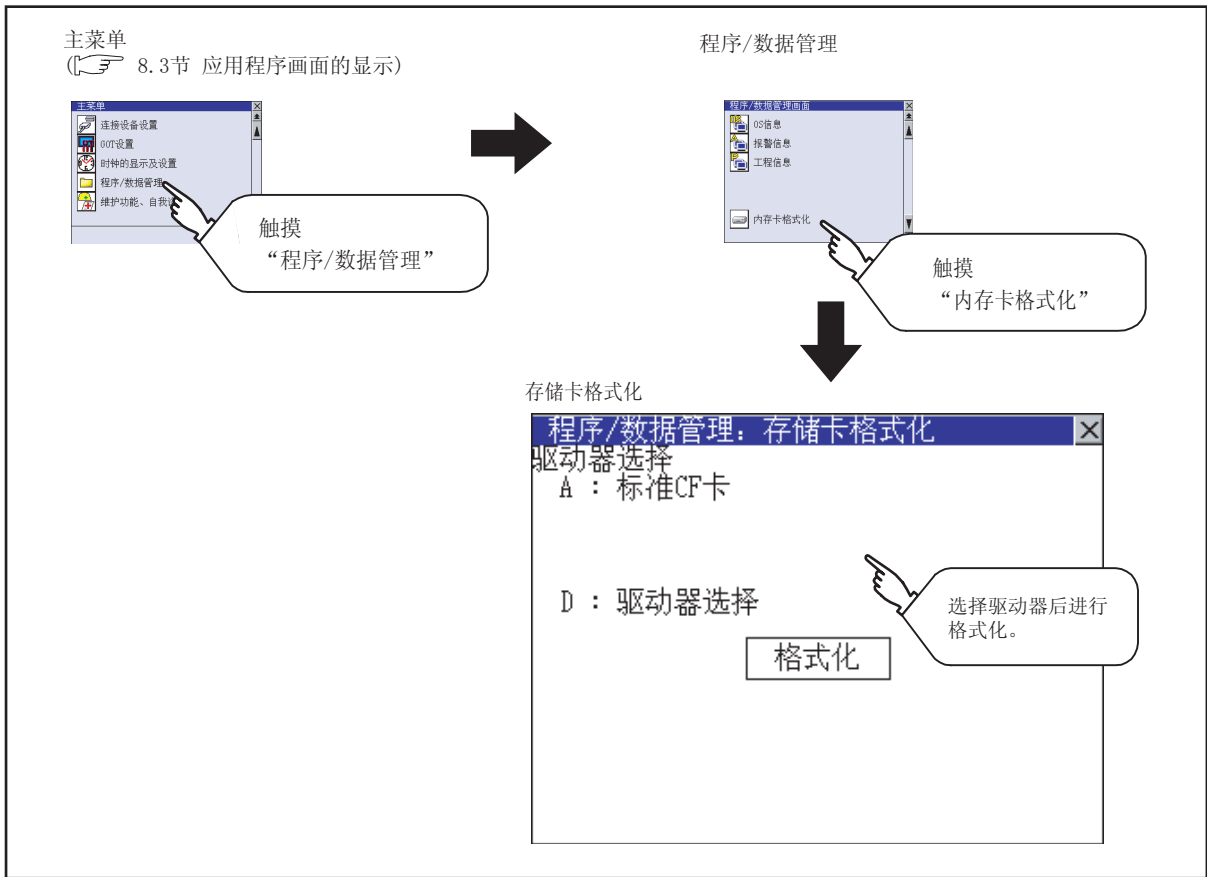 主菜单
(☞ 8.3节 应用程序画面的显示)
主菜单
连接设备设置
GOT设置
时钟的显示及设置
程序/数据管理
维护功能、自我
触摸
“程序/数据管理”
程序/数据管理
程序/数据管理画面
OS信息
报警信息
工程信息
内存卡格式化
触摸
“内存卡格式化”
存储卡格式化
程序/数据管理: 存储卡格式化
驱动器选择
A : 标准CF卡
D : 驱动器选择
格式化
选择驱动器后进行
格式化。